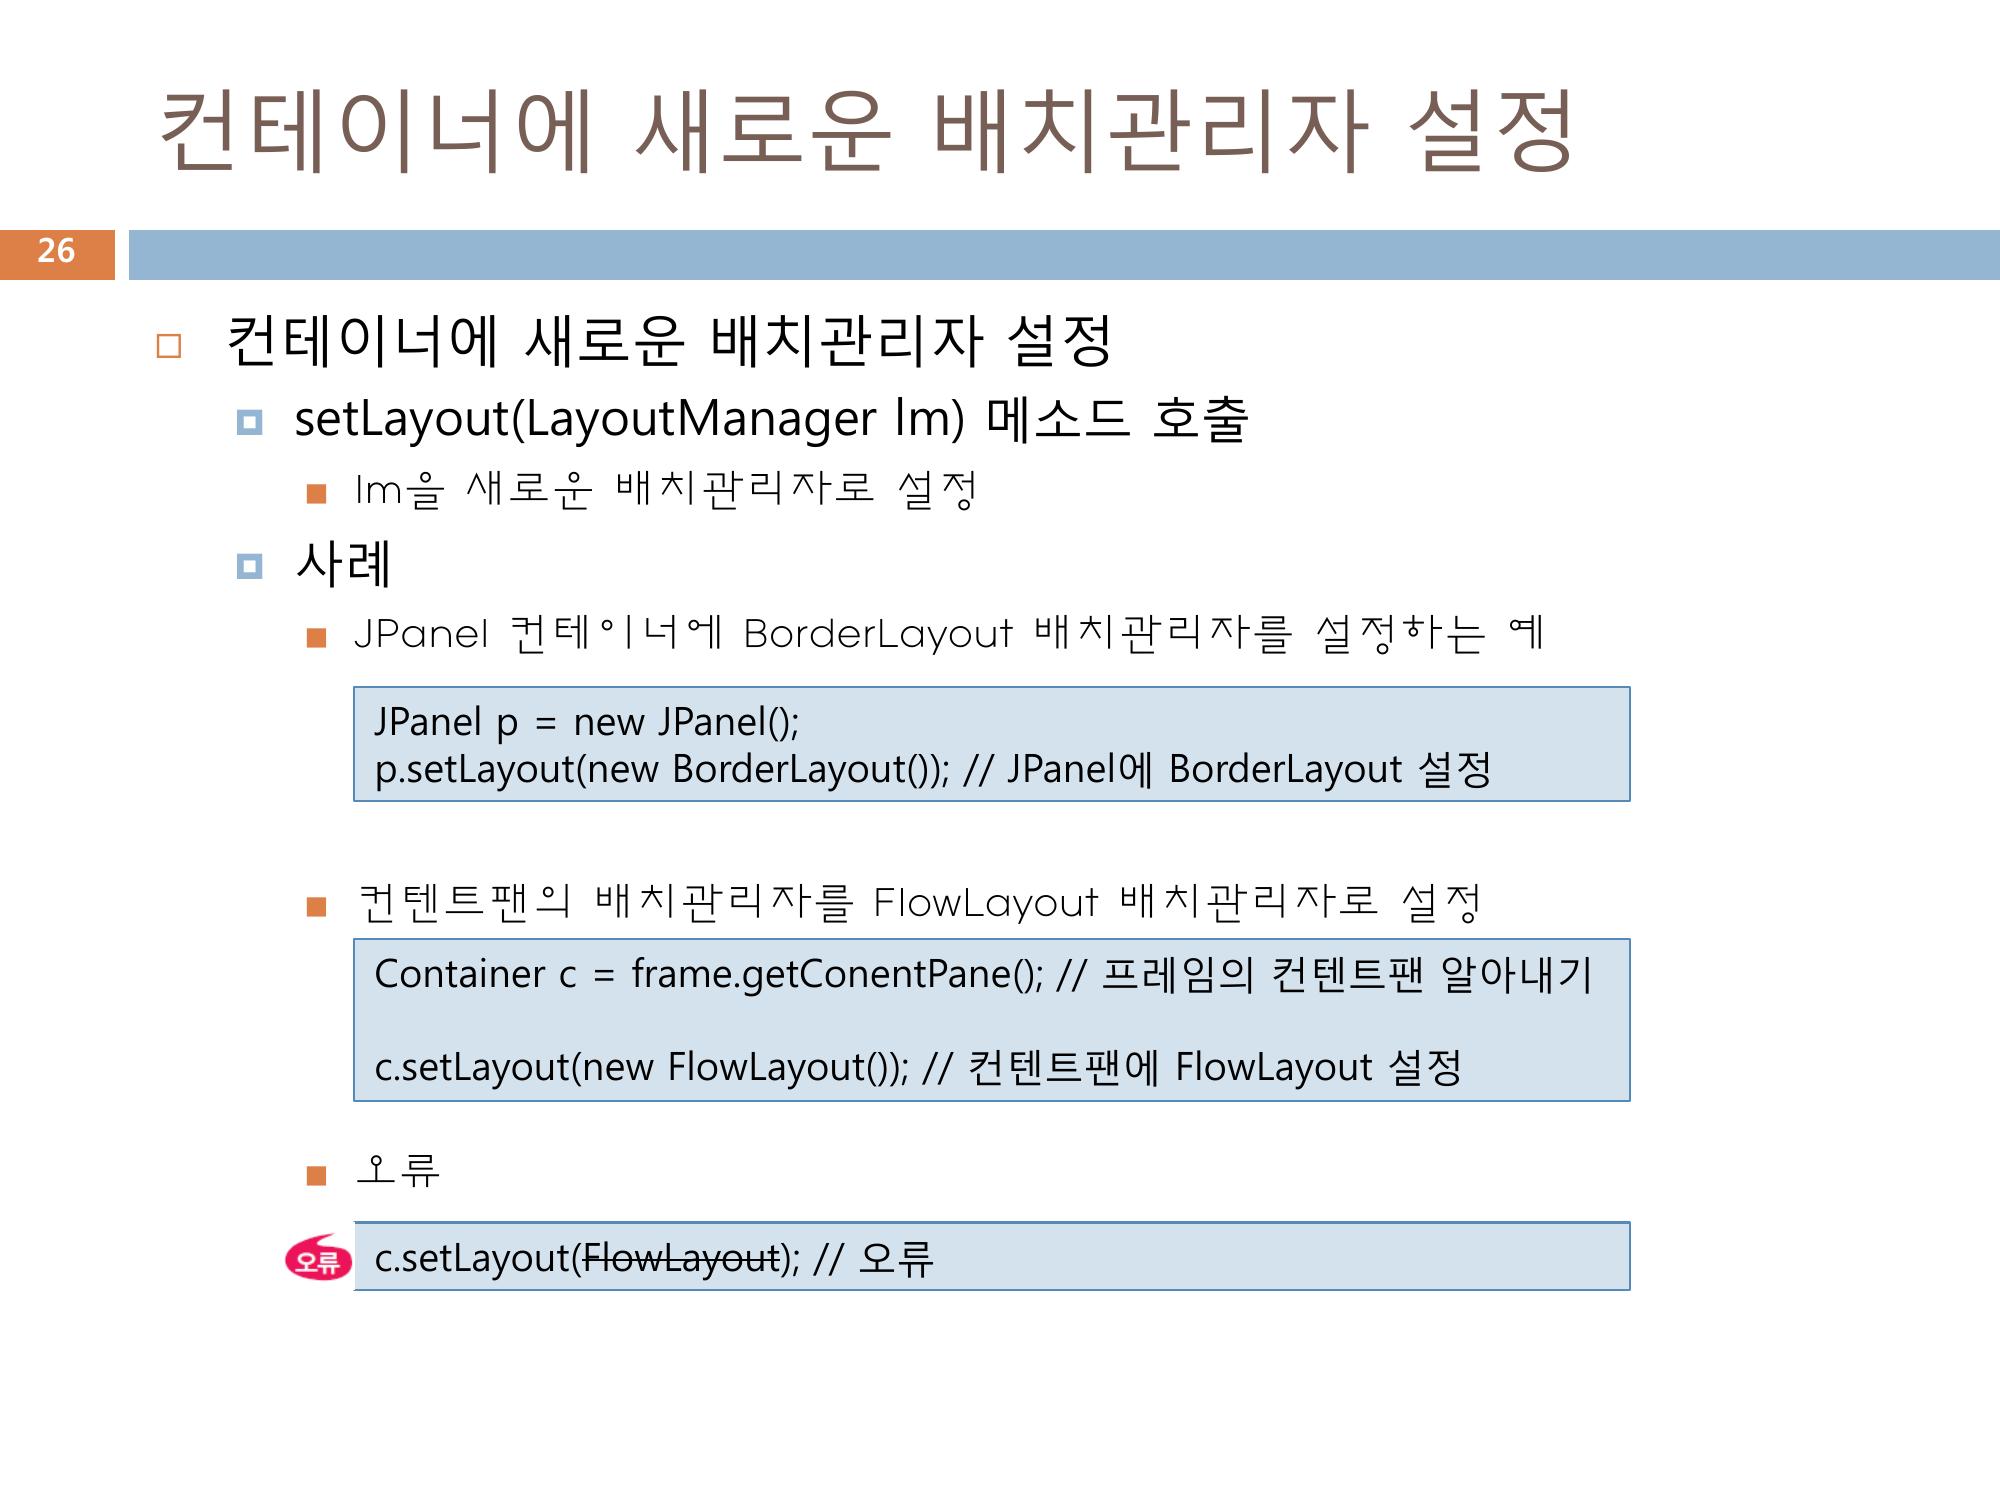 컨테이너에 새로운 배치관리자 설정
26
컨테이너에 새로운 배치관리자 설정
setLayout(LayoutManager lm) 메소드 호출
lm을 새로운 배치관리자로 설정
사례
JPanel 컨테이너에 BorderLayout 배치관리자를 설정하는 예
JPanel p = new JPanel();
p.setLayout(new BorderLayout()); // JPanel에 BorderLayout 설정
컨텐트팬의 배치관리자를 FlowLayout 배치관리자로 설정
Container c = frame.getConentPane(); // 프레임의 컨텐트팬 알아내기
c.setLayout(new FlowLayout()); // 컨텐트팬에 FlowLayout 설정
오류
오류 c.setLayout(FlowLayout); // 오류